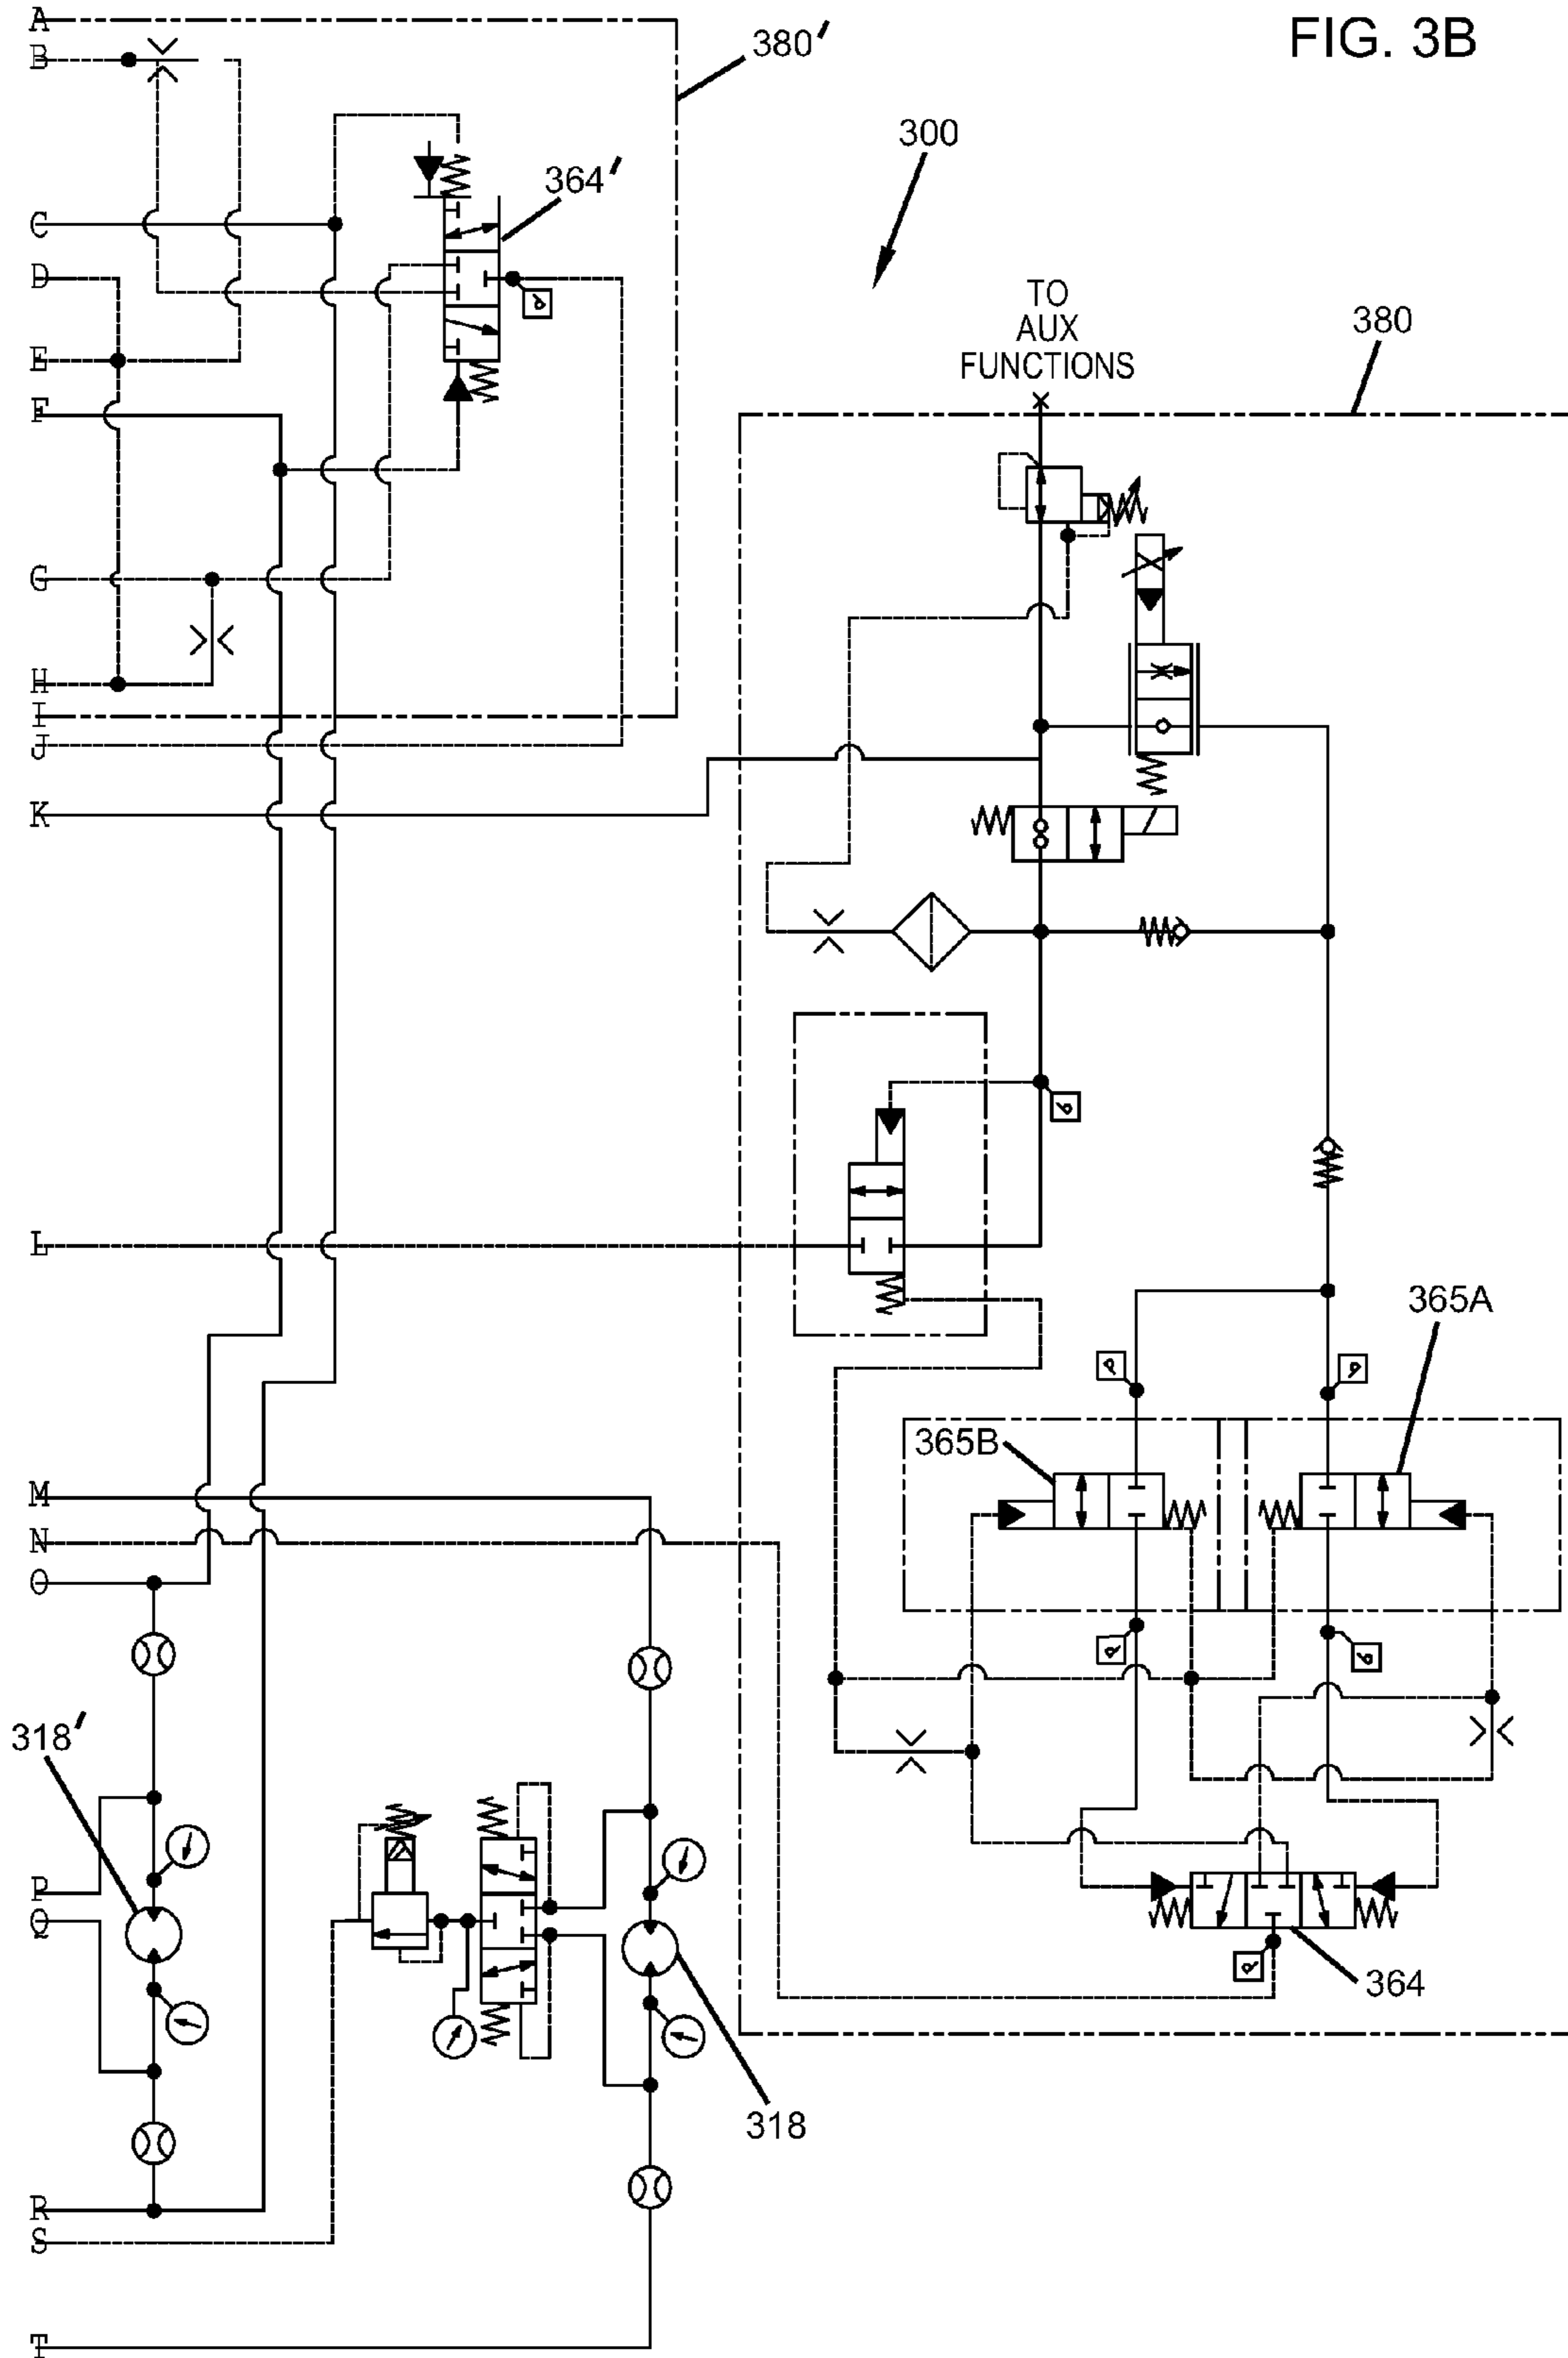 FIG. 3B
A
380'
B
300
364'
C
D
TO
AUX
FUNCTIONS
380
E
F
G
H
I
J
K
L
365A
365B
M
N
O
318'
P
Q
364
318
R
S
T